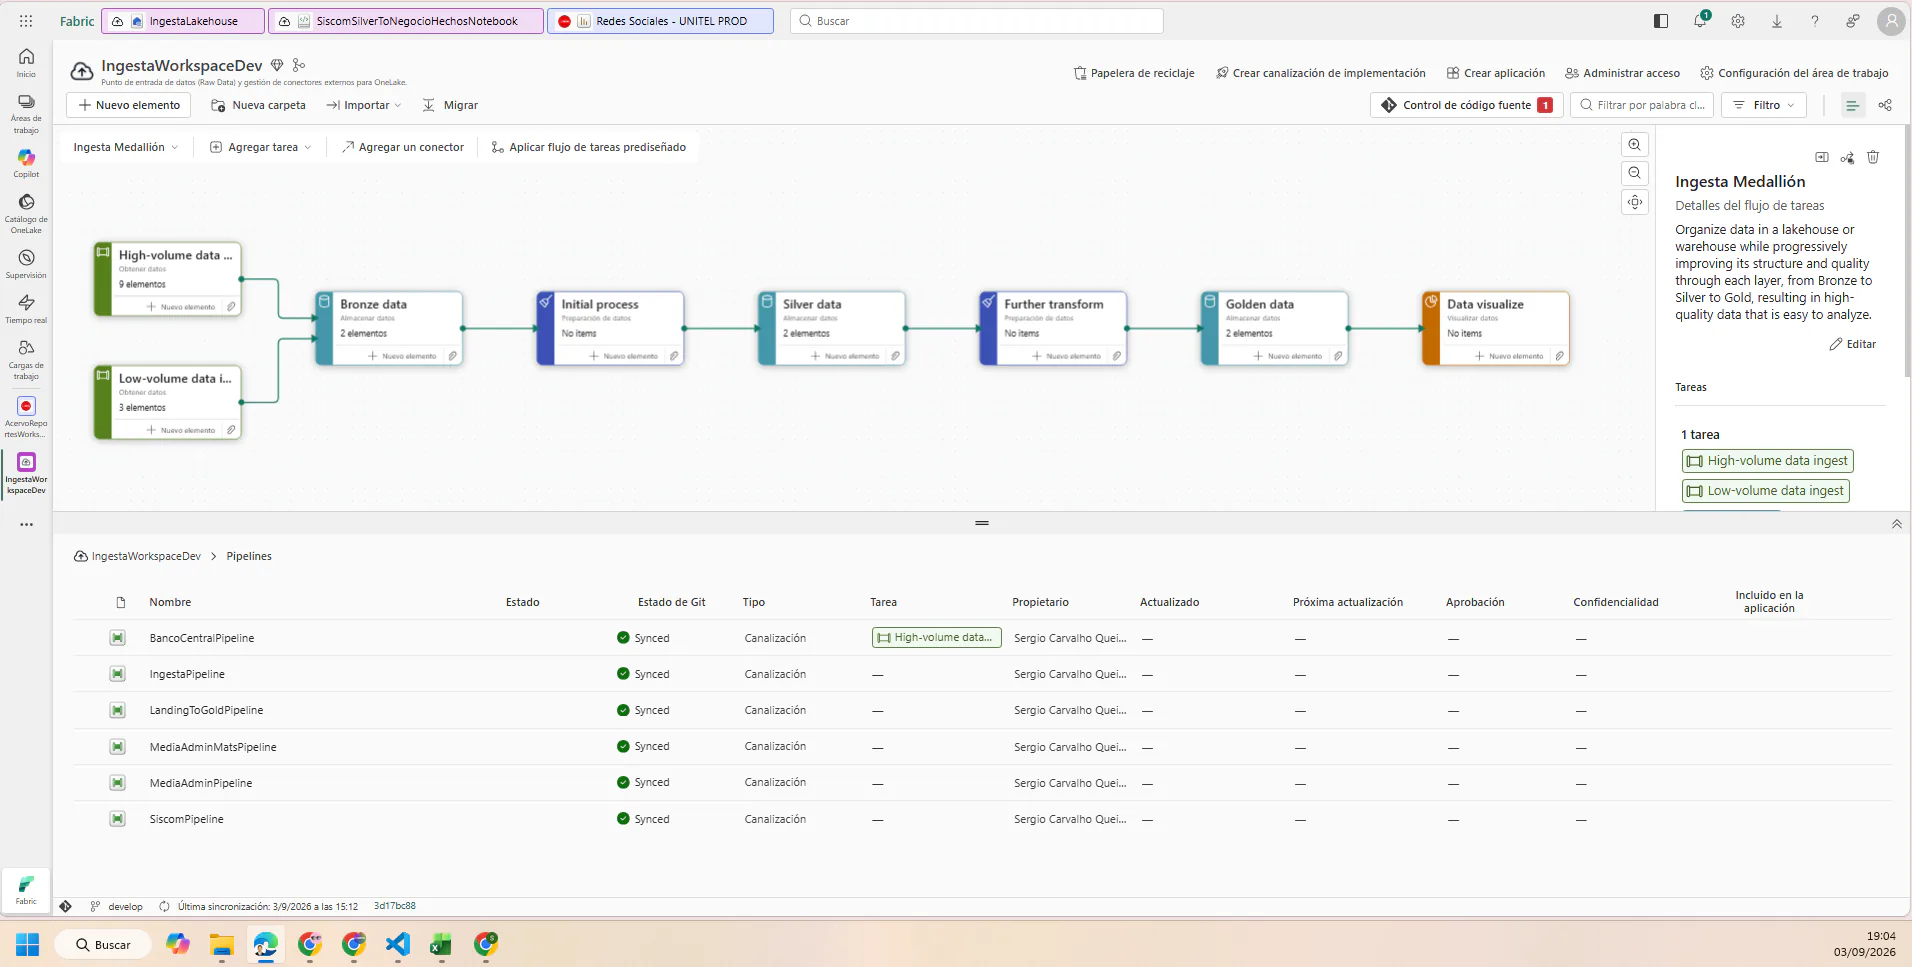 Fabric
IngestaLakehouse
SiscomSilverToNegocioHechosNotebook
Redes Sociales - UNITEL PROD
Buscar
1
Inicio
Áreas de
trabajo
Copilot
Catálogo de
OneLake
Supervisión
Tiempo real
Cargas de
trabajo
AcervoRepo
rtesWorks...
IngestaWor
kspaceDev
Fabric
IngestaWorkspaceDev
Punto de entrada de datos (Raw Data) y gestión de conectores externos para OneLake.
Papelera de reciclaje
Crear canalización de implementación
Crear aplicación
Administrar acceso
Configuración del área de trabajo
Nuevo elemento
Nueva carpeta
Importar
Migrar
Control de código fuente 1
Filtrar por palabra cl...
Filtro
Ingesta Medallión
Agregar tarea
Agregar un conector
Aplicar flujo de tareas prediseñado
High-volume data ...
Obtener datos
9 elementos
Nuevo elemento
Low-volume data i...
Obtener datos
3 elementos
Nuevo elemento
Bronze data
Almacenar datos
2 elementos
Nuevo elemento
Initial process
Preparación de datos
No items
Nuevo elemento
Silver data
Almacenar datos
2 elementos
Nuevo elemento
Further transform
Preparación de datos
No items
Nuevo elemento
Golden data
Almacenar datos
2 elementos
Nuevo elemento
Data visualize
Visualizar datos
No items
Nuevo elemento
Ingesta Medallión
Detalles del flujo de tareas
Organize data in a lakehouse or
warehouse while progressively
improving its structure and quality
through each layer, from Bronze to
Silver to Gold, resulting in high-
quality data that is easy to analyze.
Editar
Tareas
1 tarea
High-volume data ingest
Low-volume data ingest
IngestaWorkspaceDev > Pipelines
Nombre Estado Estado de Git Tipo Tarea Propietario Actualizado Próxima actualización Aprobación Confidencialidad Incluido en la
aplicación
BancoCentralPipeline Synced Canalización High-volume data... Sergio Carvalho Quei... — — — —
IngestaPipeline Synced Canalización — Sergio Carvalho Quei... — — — —
LandingToGoldPipeline Synced Canalización — Sergio Carvalho Quei... — — — —
MediaAdminMatsPipeline Synced Canalización — Sergio Carvalho Quei... — — — —
MediaAdminPipeline Synced Canalización — Sergio Carvalho Quei... — — — —
SiscomPipeline Synced Canalización — Sergio Carvalho Quei... — — — —
develop
Última sincronización: 3/9/2026 a las 15:12
3d17bc88
Buscar
19:04
03/09/2026